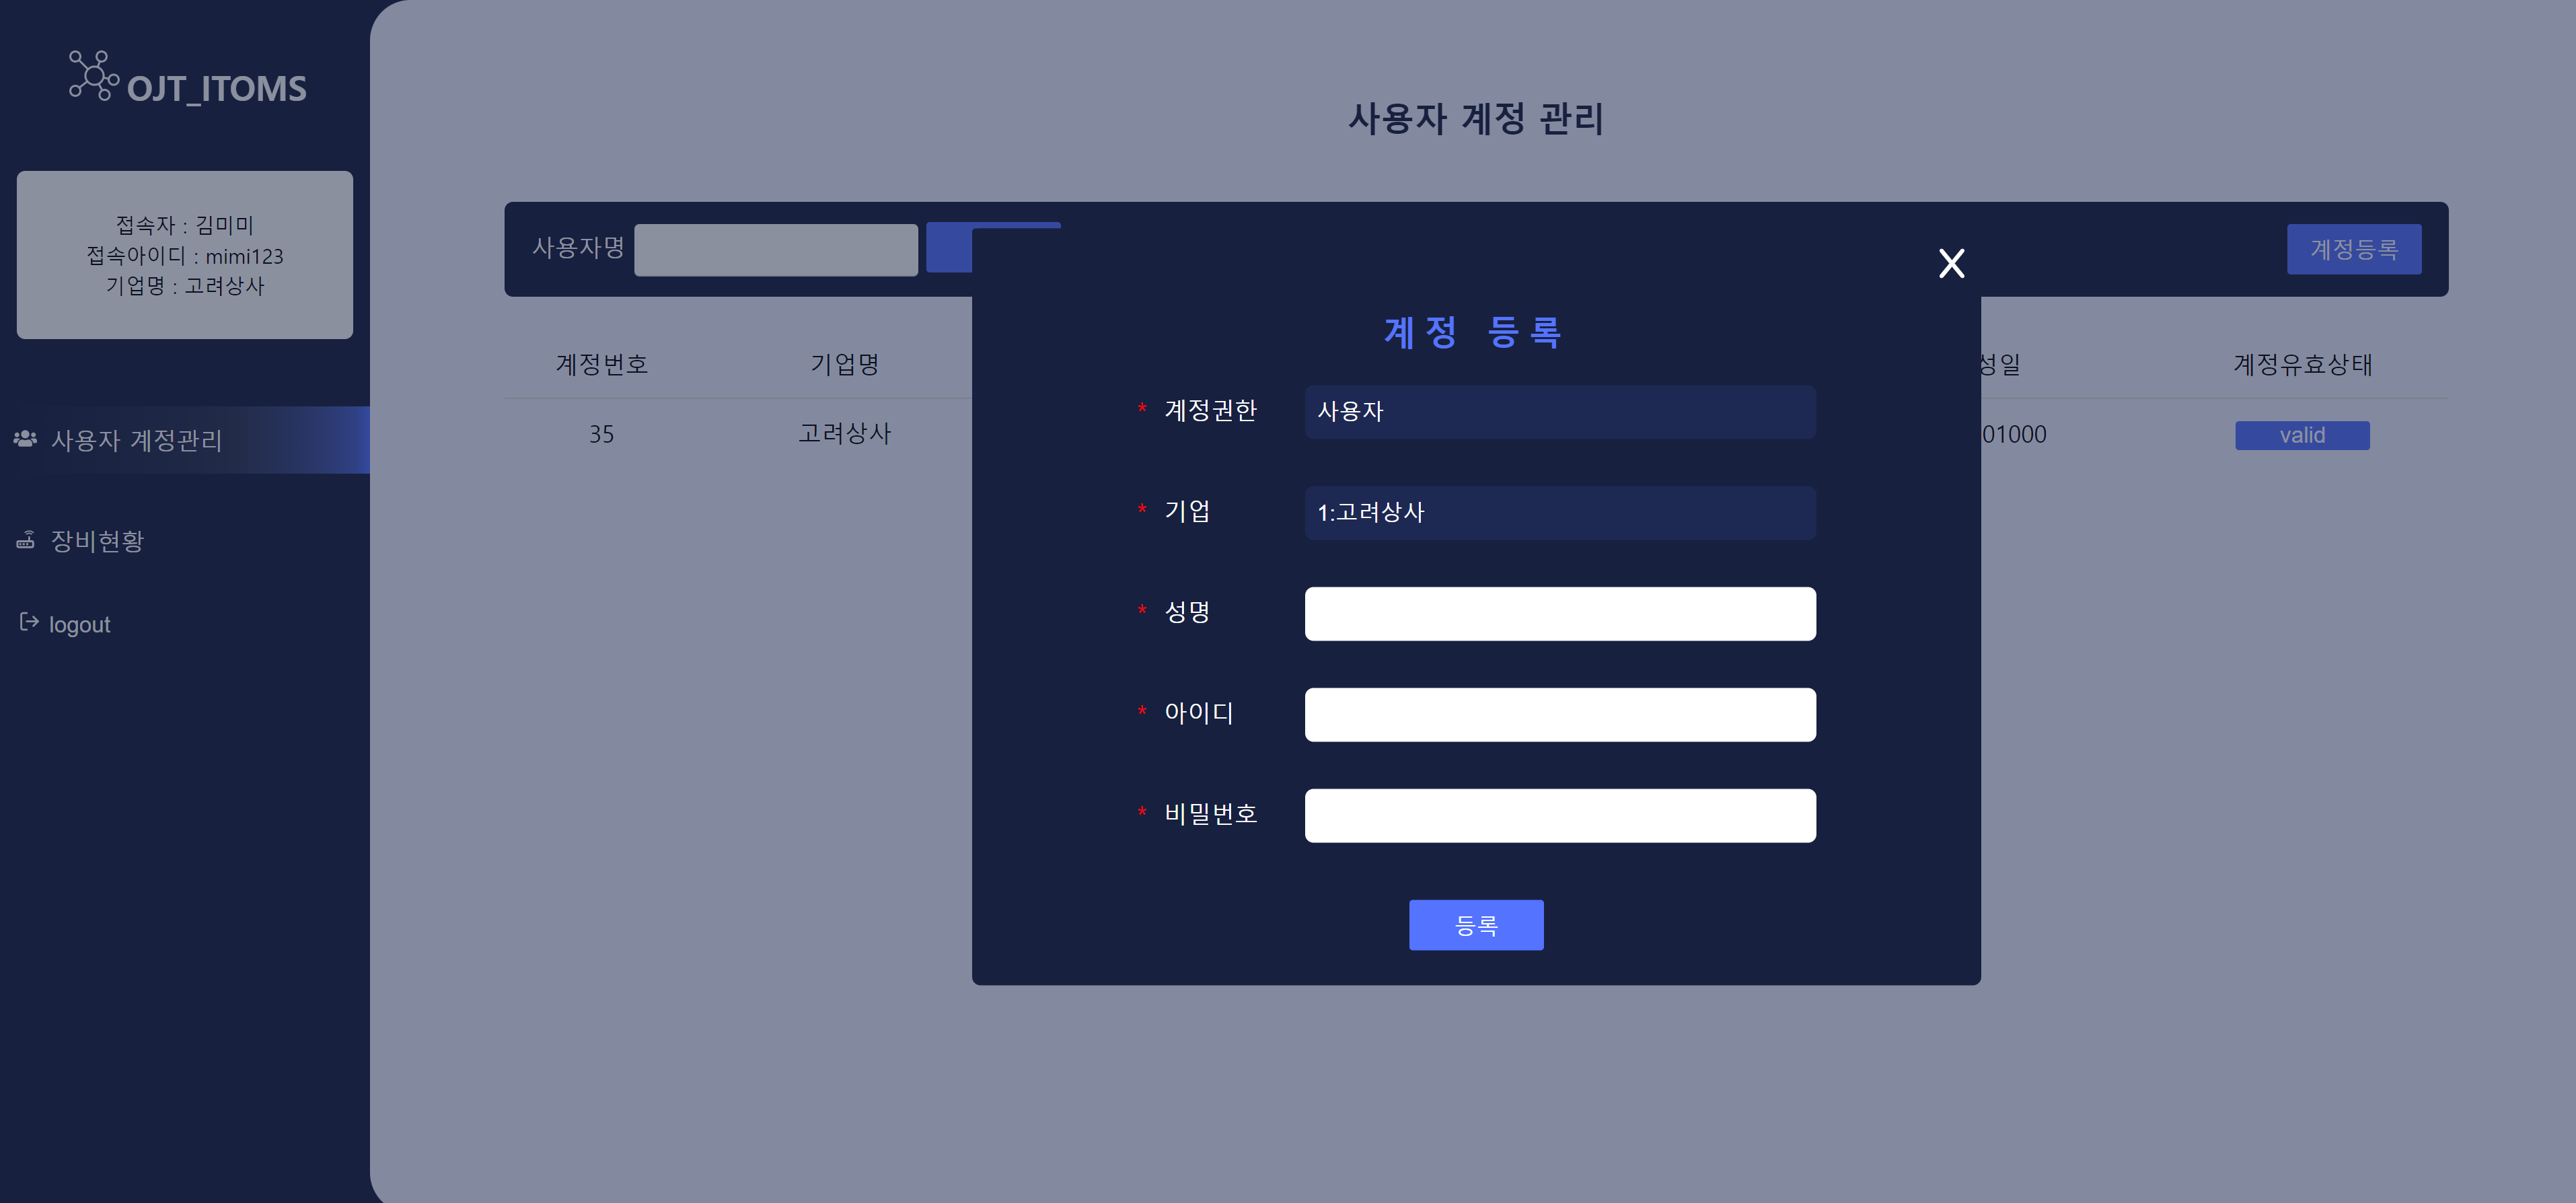 OJT_ITOMS
접속자 : 김미미
접속아이디 : mimi123
기업명 : 고려상사
사용자 계정관리
장비현황
logout
사용자 계정 관리
사용자명
계정등록
계정번호 기업명 성일 계정유효상태
35 고려상사 01000 valid
X
계정 등록
* 계정권한 사용자
* 기업 1:고려상사
* 성명
* 아이디
* 비밀번호
등록